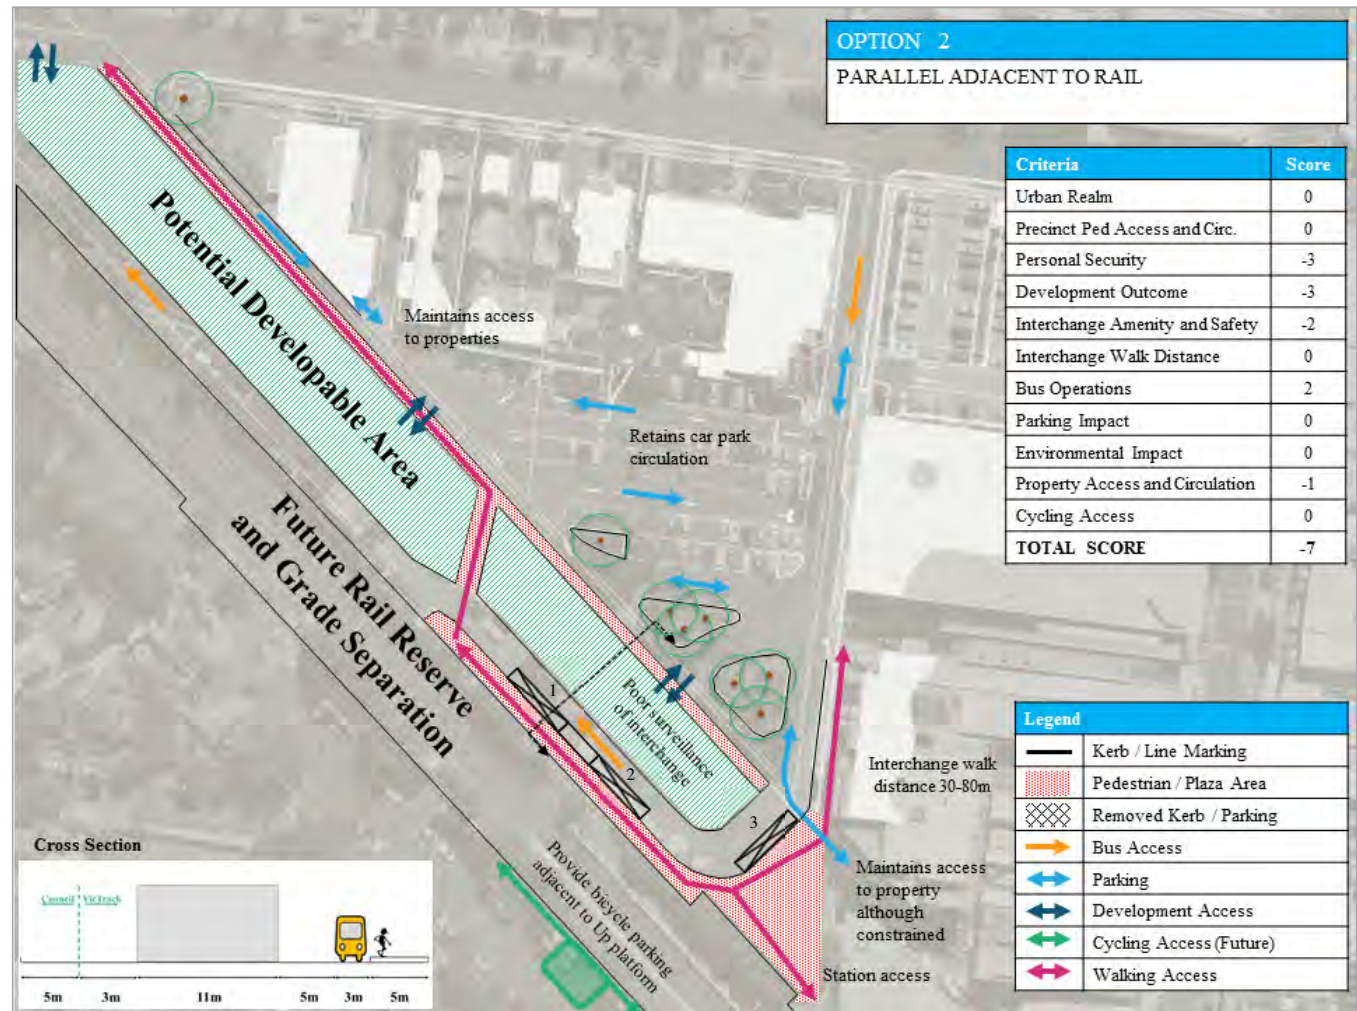 OPTION 2
PARALLEL ADJACENT TO RAIL
Criteria Score
Urban Realm 0
Precinct Ped Access and Circ. 0
Personal Security -3
Development Outcome -3
Interchange Amenity and Safety -2
Interchange Walk Distance 0
Bus Operations 2
Parking Impact 0
Environmental Impact 0
Property Access and Circulation -1
Cycling Access 0
TOTAL SCORE -7
Potential Developable Area
Maintains access
to properties
Retains car park
circulation
Future Rail Reserve
and Grade Separation
1
2
3
Poor surveillance
of interchange
Interchange walk
distance 30-80m
Maintains access
to property
although
constrained
Station access
Provide bicycle parking
adjacent to Up platform
Legend
Kerb / Line Marking
Pedestrian / Plaza Area
Removed Kerb / Parking
Bus Access
Parking
Development Access
Cycling Access (Future)
Walking Access
Cross Section
Council VicTrack
5m 3m 11m 5m 3m 5m